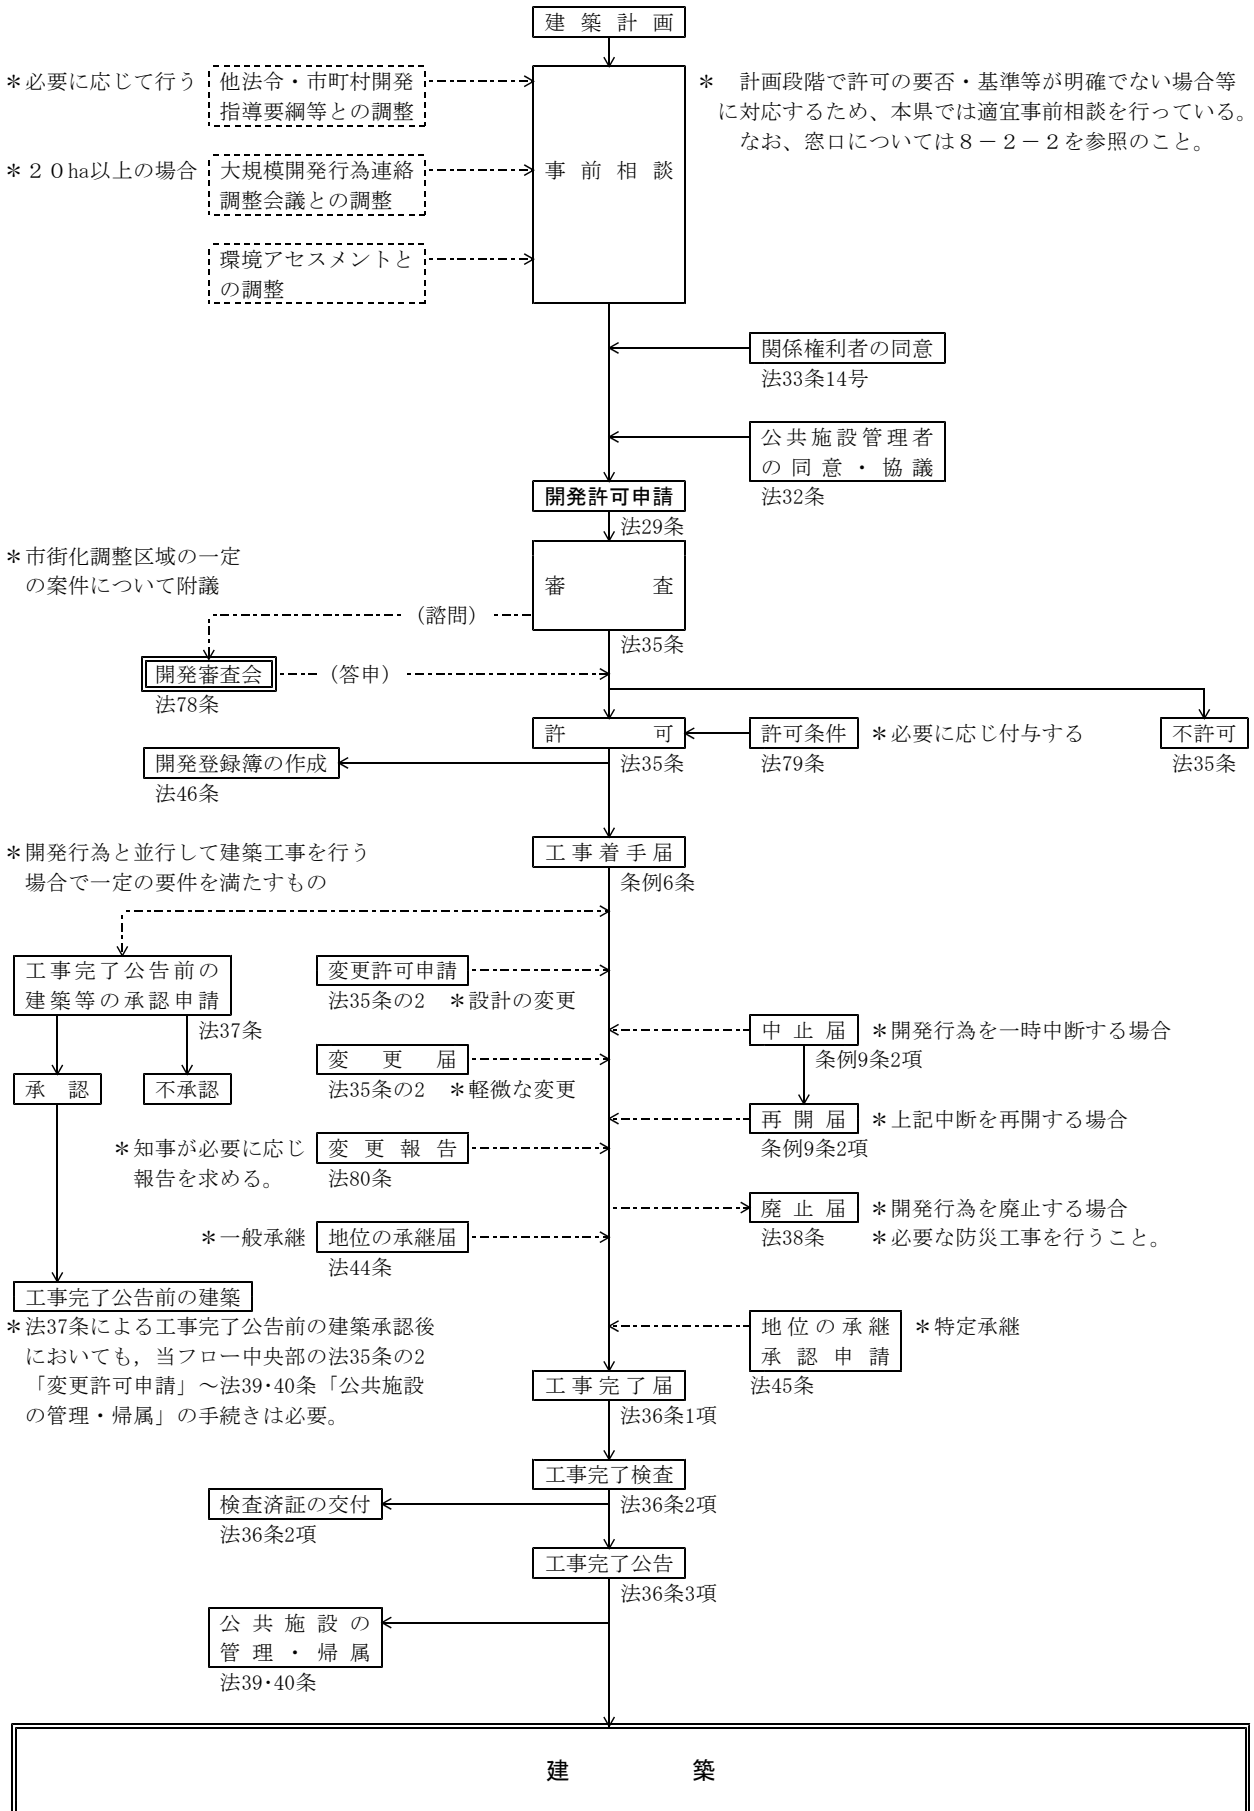 建築計画
＊必要に応じて行う
他法令・市町村開発
指導要綱等との調整
＊　計画段階で許可の要否・基準等が明確でない場合等
に対応するため、本県では適宜事前相談を行っている。
なお、窓口については８－２－２を参照のこと。
＊２０ha以上の場合
大規模開発行為連絡
調整会議との調整
事前相談
環境アセスメントと
の調整
関係権利者の同意
法33条14号
公共施設管理者
の同意・協議
法32条
開発許可申請
法29条
＊市街化調整区域の一定
の案件について附議
審査
（諮問）
法35条
開発審査会
（答申）
法78条
許可
許可条件
＊必要に応じ付与する
不許可
法35条
法79条
法35条
開発登録簿の作成
法46条
工事着手届
条例6条
＊開発行為と並行して建築工事を行う
場合で一定の要件を満たすもの
工事完了公告前の
建築等の承認申請
法37条
変更許可申請
法35条の2　＊設計の変更
中止届
＊開発行為を一時中断する場合
条例9条2項
変更届
法35条の2　＊軽微な変更
承認
不承認
再開届
＊上記中断を再開する場合
条例9条2項
＊知事が必要に応じ
報告を求める。
変更報告
法80条
廃止届
＊開発行為を廃止する場合
法38条
＊必要な防災工事を行うこと。
＊一般承継
地位の承継届
法44条
工事完了公告前の建築
＊法37条による工事完了公告前の建築承認後
においても，当フロー中央部の法35条の2
「変更許可申請」～法39･40条「公共施設
の管理・帰属」の手続きは必要。
地位の承継
承認申請
＊特定承継
法45条
工事完了届
法36条1項
工事完了検査
法36条2項
検査済証の交付
法36条2項
工事完了公告
法36条3項
公共施設の
管理・帰属
法39･40条
建築